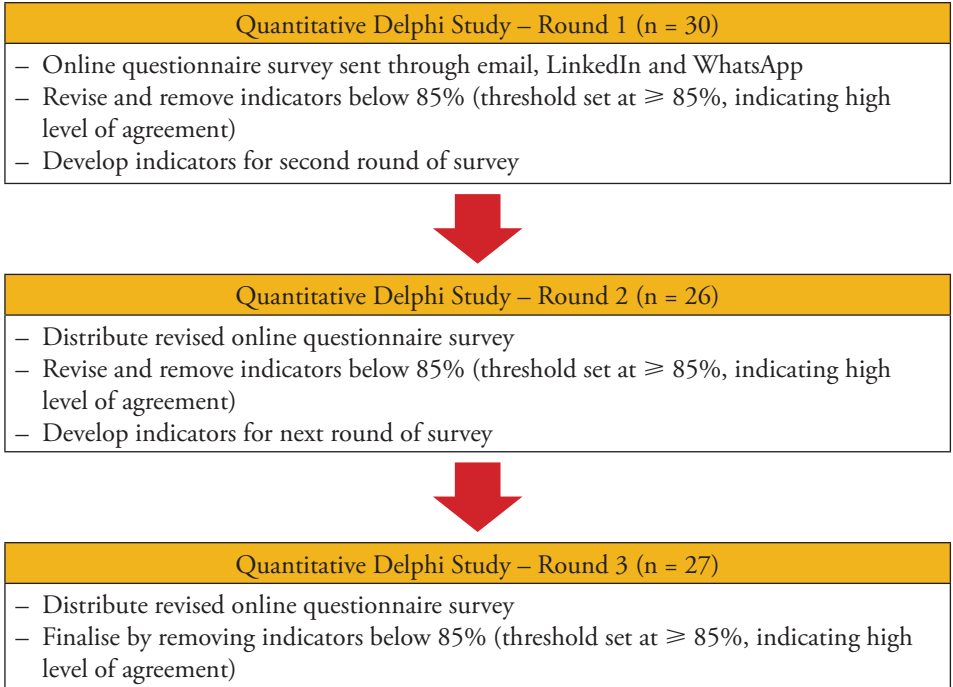 Quantitative Delphi Study – Round 1 (n = 30)
– Online questionnaire survey sent through email, LinkedIn and WhatsApp
– Revise and remove indicators below 85% (threshold set at ⩾ 85%, indicating high
level of agreement)
– Develop indicators for second round of survey
Quantitative Delphi Study – Round 2 (n = 26)
– Distribute revised online questionnaire survey
– Revise and remove indicators below 85% (threshold set at ⩾ 85%, indicating high
level of agreement)
– Develop indicators for next round of survey
Quantitative Delphi Study – Round 3 (n = 27)
– Distribute revised online questionnaire survey
– Finalise by removing indicators below 85% (threshold set at ⩾ 85%, indicating high
level of agreement)